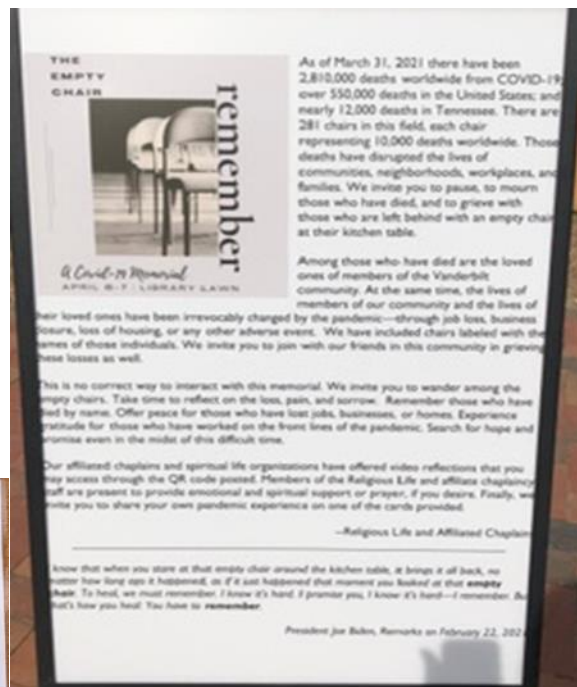 THE
EMPTY
CHAIR
remember
A Covid-19 Memorial
APRIL 6-7 · LIBRARY LAWN
As of March 31, 2021 there have been
2,810,000 deaths worldwide from COVID-19;
over 550,000 deaths in the United States; and
nearly 12,000 deaths in Tennessee. There are
281 chairs in this field, each chair
representing 10,000 deaths worldwide. Those
deaths have disrupted the lives of
communities, neighborhoods, workplaces, and
families. We invite you to pause, to mourn
those who have died, and to grieve with
those who are left behind with an empty chair
at their kitchen table.
Among those who have died are the loved
ones of members of the Vanderbilt
community. At the same time, the lives of
members of our community and the lives of
heir loved ones have been irrevocably changed by the pandemic—through job loss, business
losure, loss of housing, or any other adverse event. We have included chairs labeled with the
ames of those individuals. We invite you to join with our friends in this community in grieving
hese losses as well.
This is no correct way to interact with this memorial. We invite you to wander among the
empty chairs. Take time to reflect on the loss, pain, and sorrow. Remember those who have
died by name. Offer peace for those who have lost jobs, businesses, or homes. Experience
gratitude for those who have worked on the front lines of the pandemic. Search for hope and
promise even in the midst of this difficult time.
Our affiliated chaplains and spiritual life organizations have offered video reflections that you
may access through the QR code posted. Members of the Religious Life and affiliate chaplaincy
staff are present to provide emotional and spiritual support or prayer, if you desire. Finally, we
invite you to share your own pandemic experience on one of the cards provided.
—Religious Life and Affiliated Chaplain
know that when you stare at that empty chair around the kitchen table, it brings it all back, no
matter how long ago it happened, as if it just happened that moment you looked at that empty
chair. To heal, we must remember. I know it's hard. I promise you, I know it's hard—I remember. Bu
hat's how you heal. You have to remember.
President Joe Biden, Remarks on February 22, 202